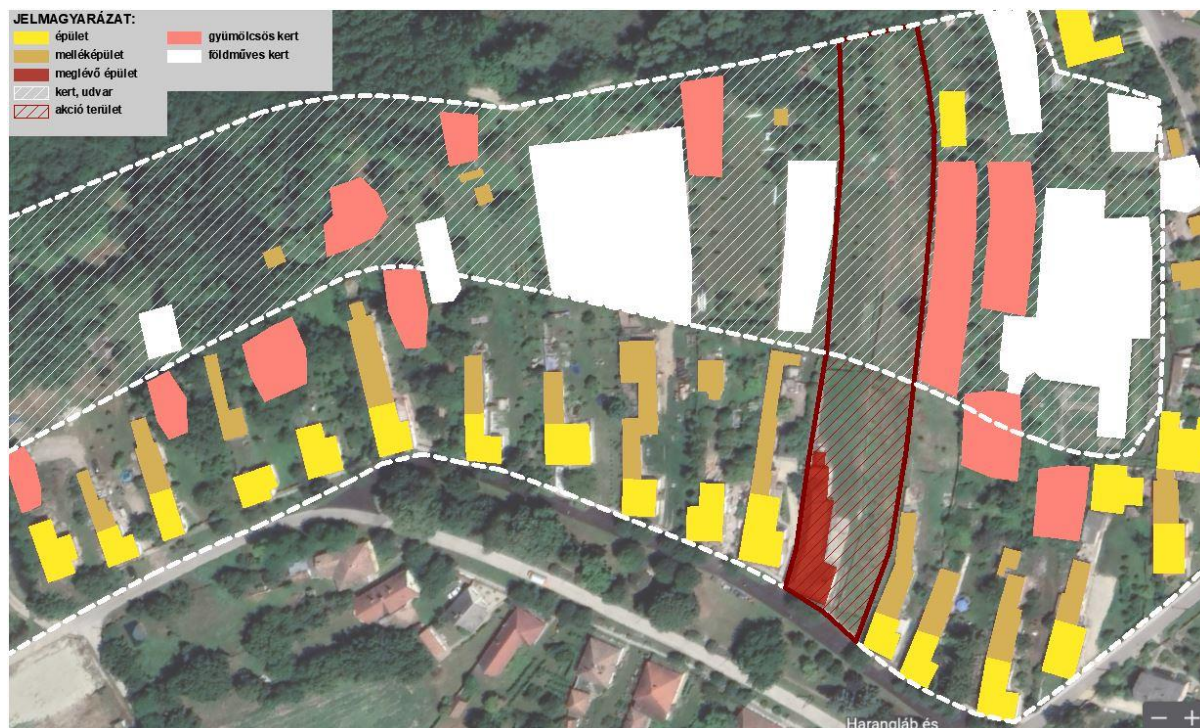 JELMAGYARÁZAT:
épület
melléképület
meglévő épület
kert, udvar
akció terület
gyümölcsös kert
földműves kert
Harangláb és